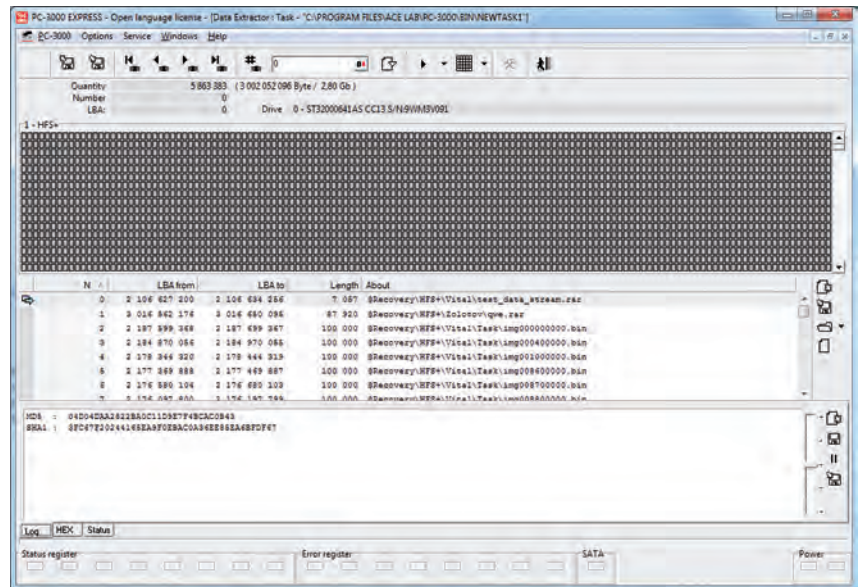 PC-3000 EXPRESS - Open language license - [Data Extractor : Task - "C:\PROGRAM FILES\ACE LAB\PC-3000\BIN\NEWTASK1"]
PC-3000 Options Service Windows Help
0
Quantity 5 863 383 (3 002 052 096 Byte / 2,80 Gb)
Number 0
LBA: 0 Drive 0 - ST32000641AS CC13 S/N:9WM3V091
1 - HFS+
N LBA from LBA to Length About
0 2 106 627 200 2 106 634 256 7 057 @Recovery\HFS+\Vital\test_data_stream.rar
1 3 016 562 176 3 016 650 095 87 920 @Recovery\HFS+\Zolotov\qwe.rar
2 2 187 599 368 2 187 699 367 100 000 @Recovery\HFS+\Vital\Task\img000000000.bin
3 2 184 870 056 2 184 970 055 100 000 @Recovery\HFS+\Vital\Task\img000400000.bin
4 2 178 344 320 2 178 444 319 100 000 @Recovery\HFS+\Vital\Task\img001000000.bin
5 2 177 369 888 2 177 469 887 100 000 @Recovery\HFS+\Vital\Task\img008600000.bin
6 2 176 580 104 2 176 680 103 100 000 @Recovery\HFS+\Vital\Task\img008700000.bin
MD5 :
SHA1 :
Log HEX Status
Status register Error register SATA Power